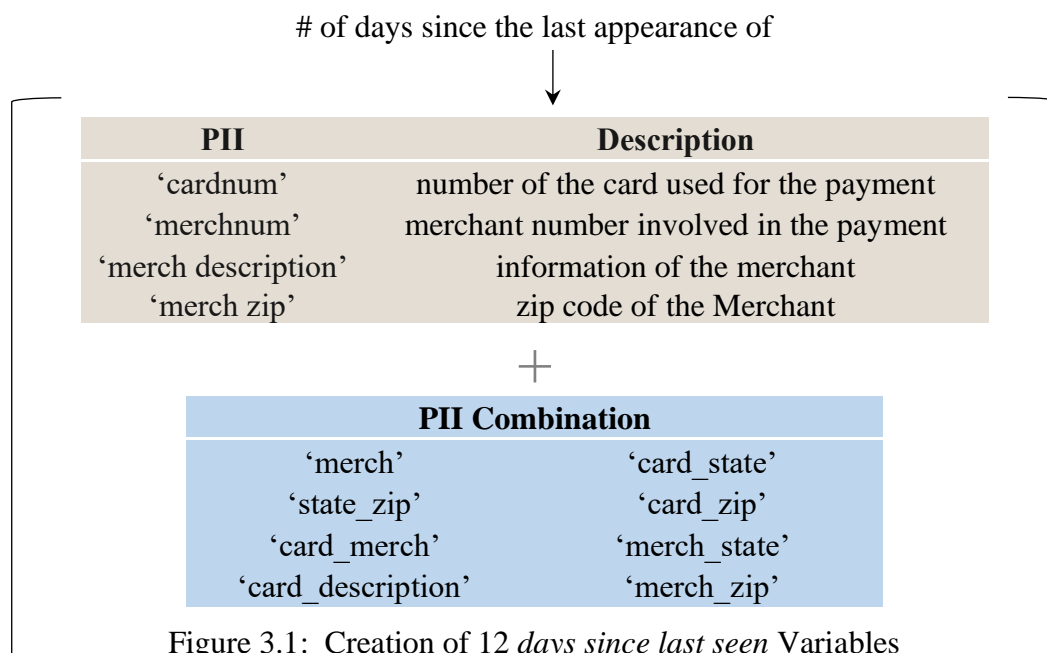 # of days since the last appearance of
PII Description
‘cardnum’ number of the card used for the payment
‘merchnum’ merchant number involved in the payment
‘merch description’ information of the merchant
‘merch zip’ zip code of the Merchant
+
PII Combination
‘merch’ ‘card_state’
‘state_zip’ ‘card_zip’
‘card_merch’ ‘merch_state’
‘card_description’ ‘merch_zip’
Figure 3.1: Creation of 12 days since last seen Variables